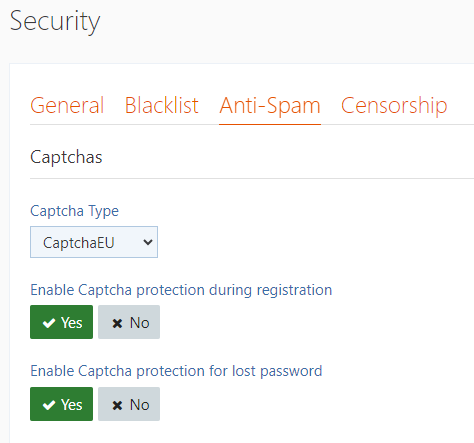 Security
General Blacklist Anti-Spam Censorship
Captchas
Captcha Type
CaptchaEU
Enable Captcha protection during registration
Yes No
Enable Captcha protection for lost password
Yes No